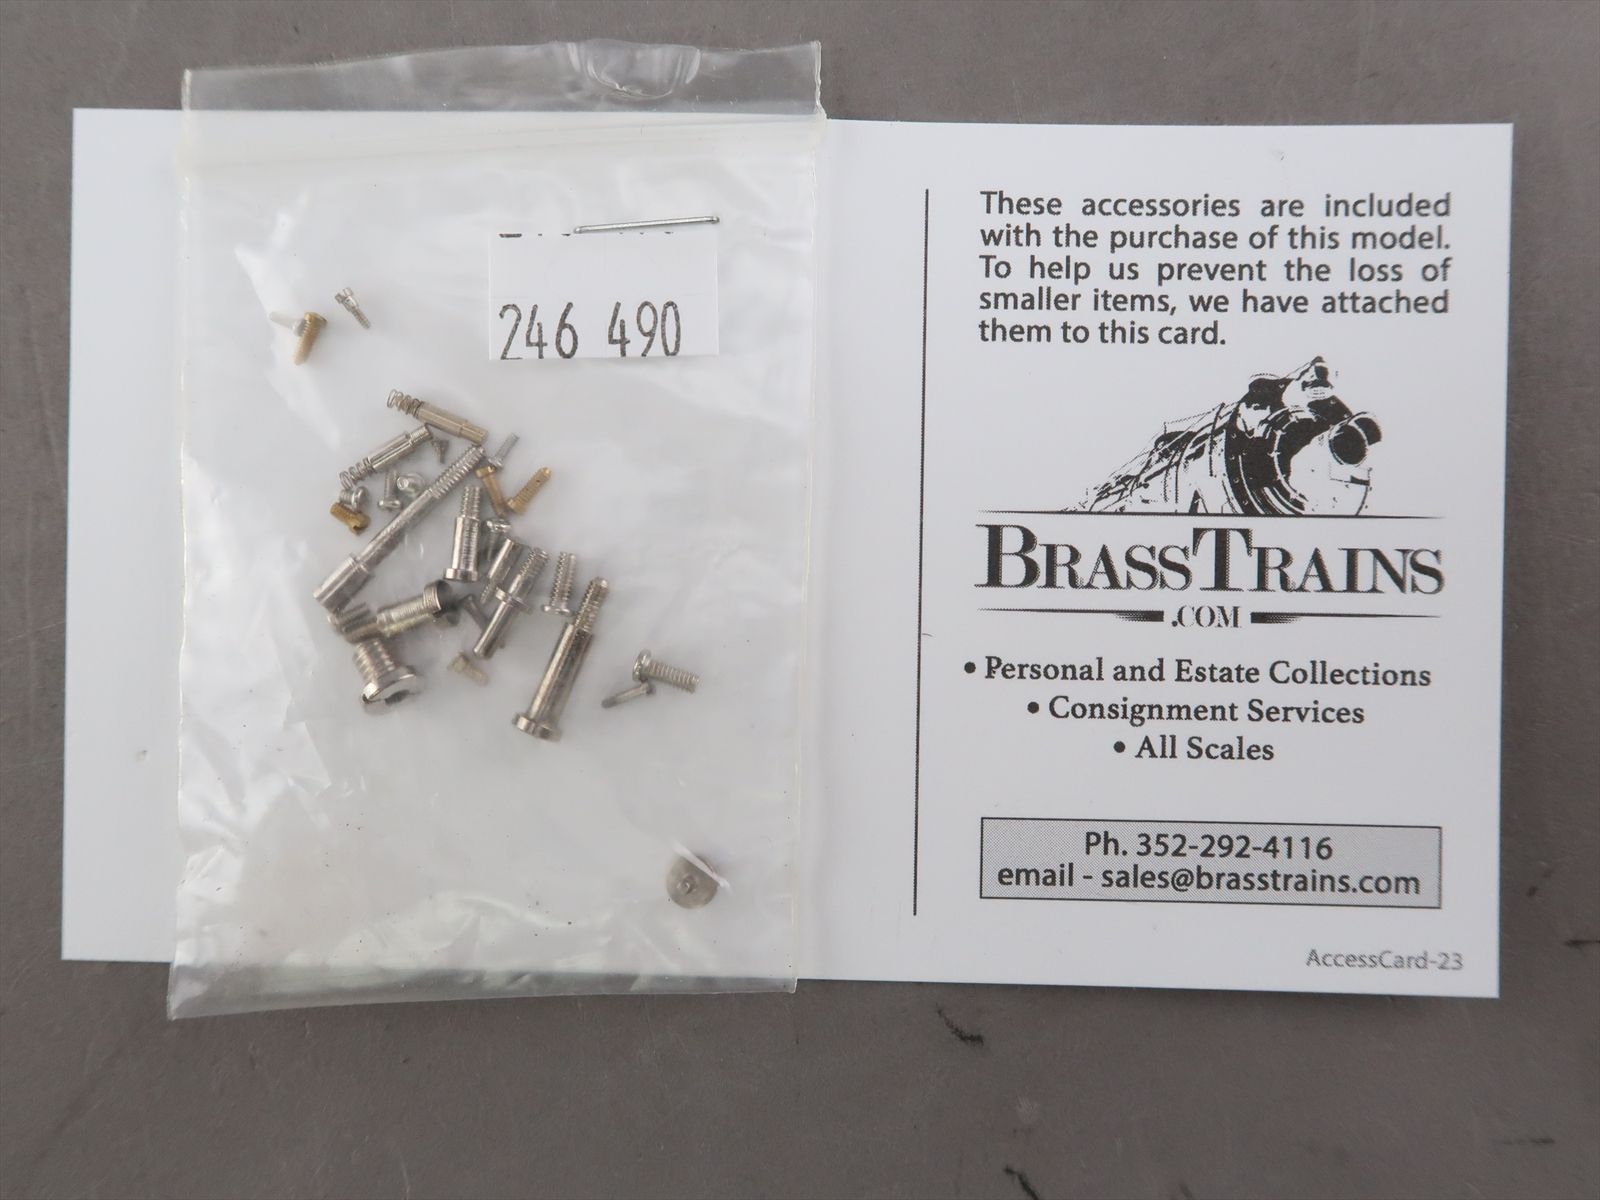 246 490
These accessories are included
with the purchase of this model.
To help us prevent the loss of
smaller items, we have attached
them to this card.
BRASSTRAINS
.COM
• Personal and Estate Collections
• Consignment Services
• All Scales
Ph. 352-292-4116
email - sales@brasstrains.com
AccessCard-23